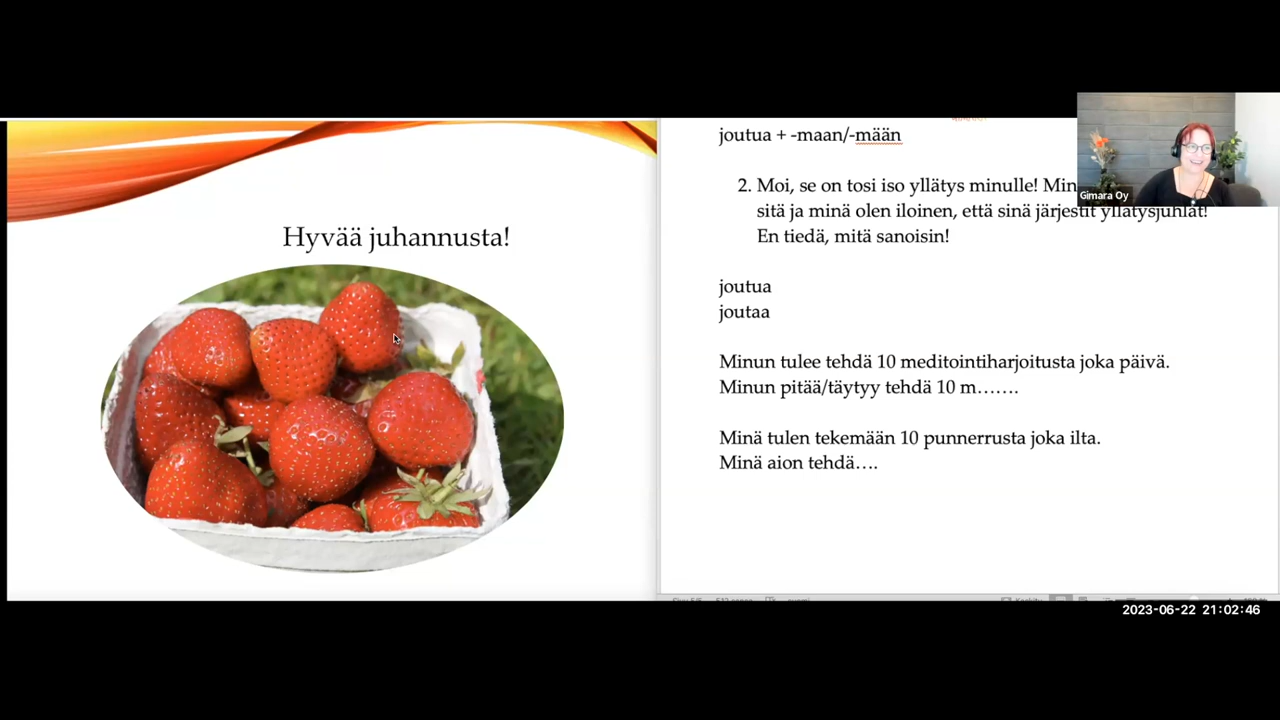 Hyvää juhannusta!
joutua + -maan/-mään
2. Moi, se on tosi iso yllätys minulle! Min
sitä ja minä olen iloinen, että sinä järjestit yllätysjuhlat!
En tiedä, mitä sanoisin!
joutua
joutaa
Minun tulee tehdä 10 meditointiharjoitusta joka päivä.
Minun pitää/täytyy tehdä 10 m…….
Minä tulen tekemään 10 punnerrusta joka ilta.
Minä aion tehdä….
Gimara Oy
2023-06-22 21:02:46